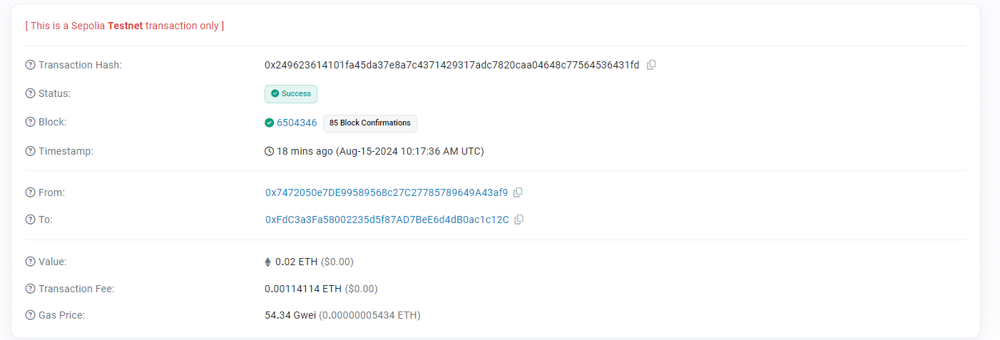 [ This is a Sepolia Testnet transaction only ]
Transaction Hash: 0x249623614101fa45da37e8a7c4371429317adc7820caa04648c77564536431fd
Status: Success
Block: 6504346 85 Block Confirmations
Timestamp: 18 mins ago (Aug-15-2024 10:17:36 AM UTC)
From: 0x7472050e7DE99589568c27C27785789649A43af9
To: 0xFdC3a3Fa58002235d5f87AD7BeE6d4dB0ac1c12C
Value: 0.02 ETH ($0.00)
Transaction Fee: 0.00114114 ETH ($0.00)
Gas Price: 54.34 Gwei (0.00000005434 ETH)